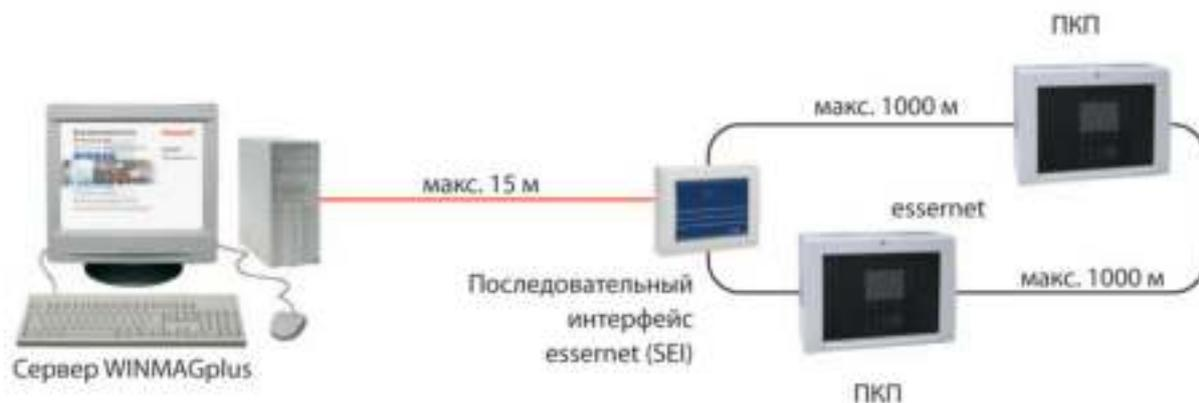 ПКП
макс. 1000 м
макс. 15 м
essernet
Последовательный
интерфейс
essernet (SEI)
макс. 1000 м
Сервер WINMAGplus
ПКП